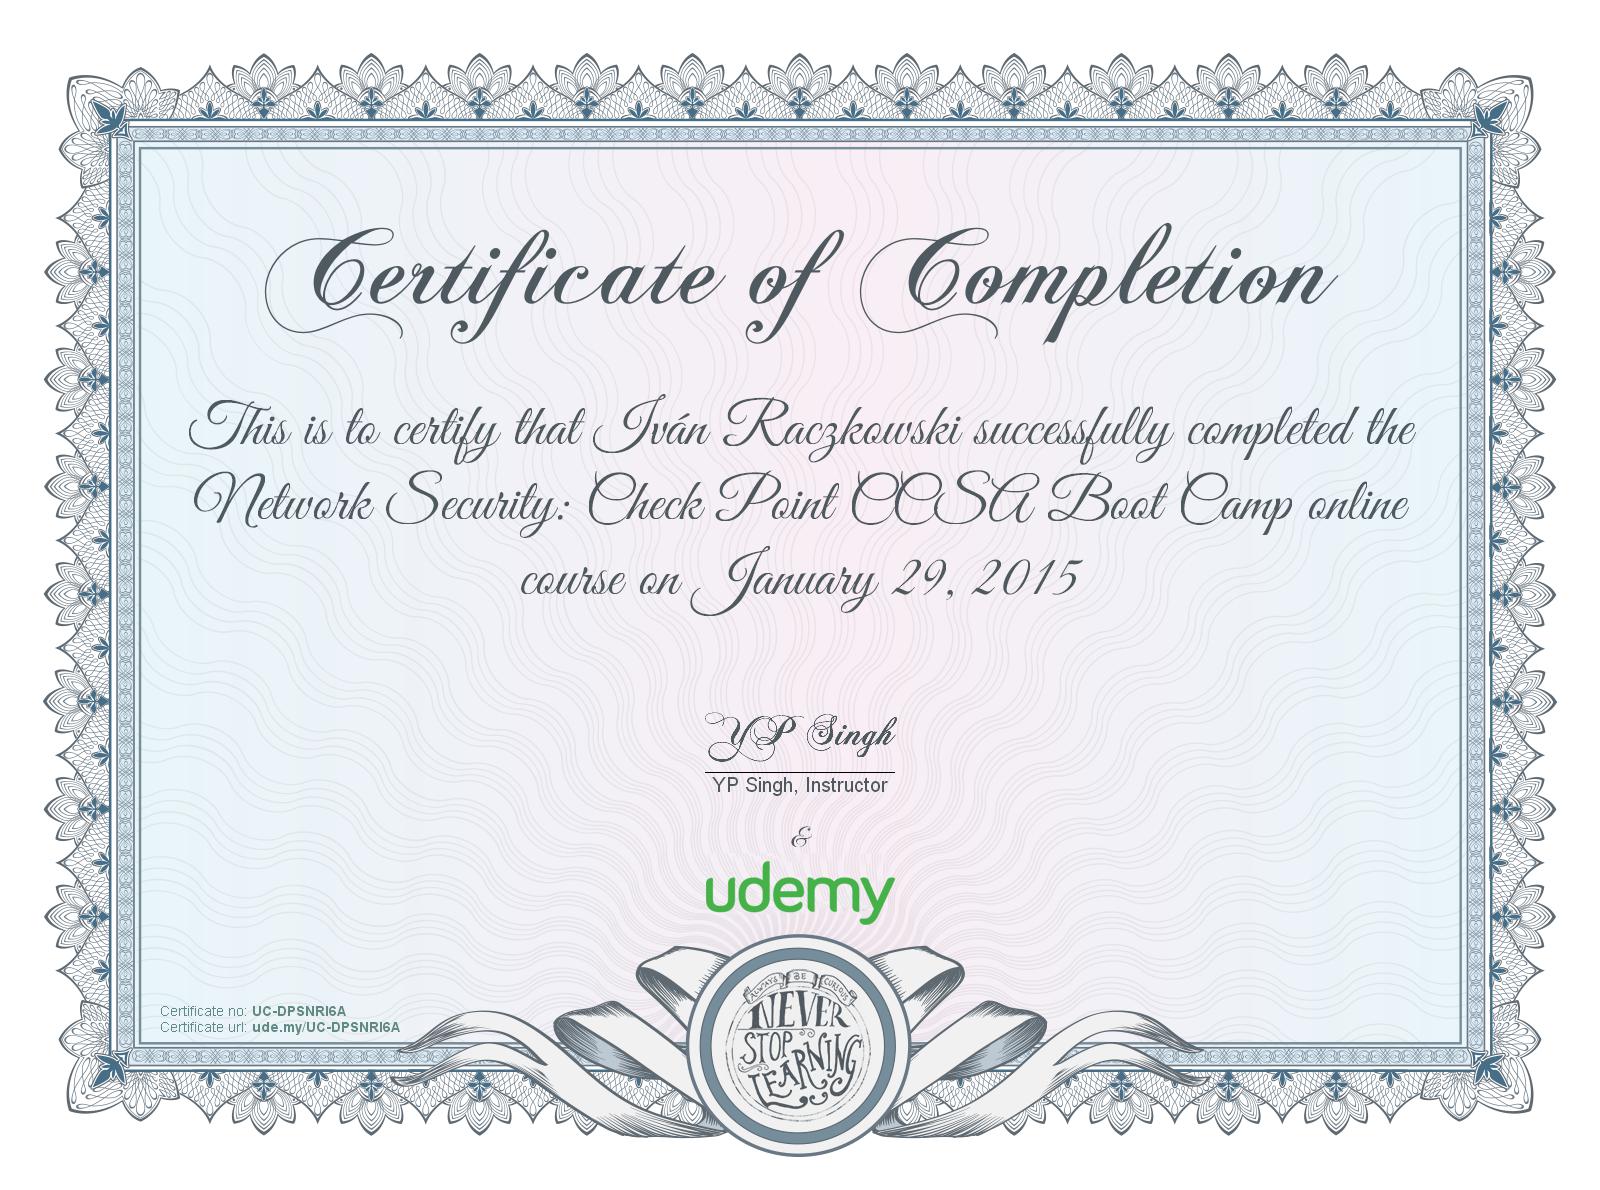 Certificate of Completion
This is to certify that Iván Raczkowski successfully completed the
Network Security: Check Point CCSA Boot Camp online
course on January 29, 2015
YP Singh
YP Singh, Instructor
&
udemy
Certificate no: UC-DPSNRI6A
Certificate url: ude.my/UC-DPSNRI6A
ALWAYS BE CURIOUS
NEVER
STOP
LEARNING